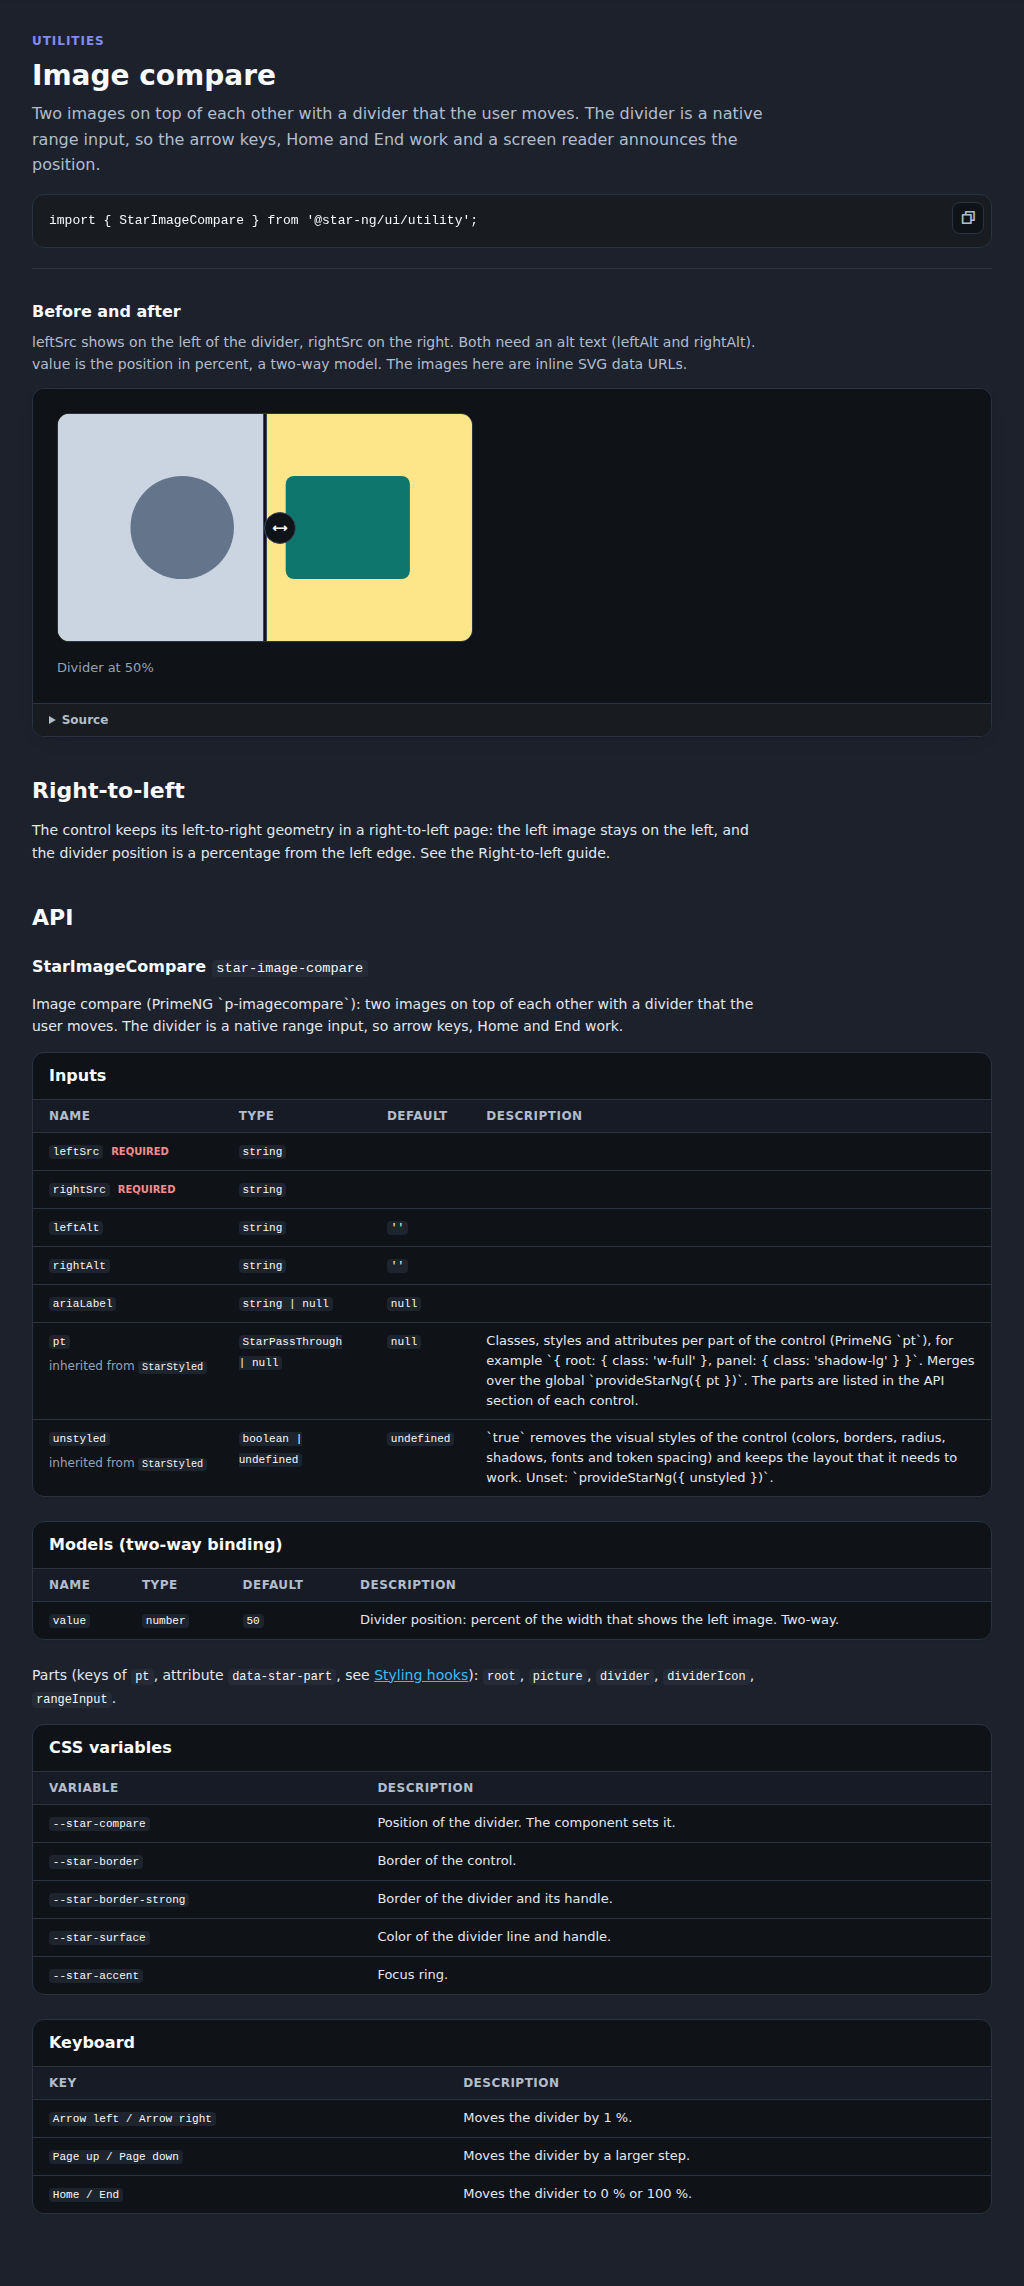 UTILITIES
Image compare
Two images on top of each other with a divider that the user moves. The divider is a native
range input, so the arrow keys, Home and End work and a screen reader announces the
position.
import { StarImageCompare } from '@star-ng/ui/utility';
Before and after
leftSrc shows on the left of the divider, rightSrc on the right. Both need an alt text (leftAlt and rightAlt).
value is the position in percent, a two-way model. The images here are inline SVG data URLs.
Divider at 50%
Source
Right-to-left
The control keeps its left-to-right geometry in a right-to-left page: the left image stays on the left, and
the divider position is a percentage from the left edge. See the Right-to-left guide.
API
StarImageCompare star-image-compare
Image compare (PrimeNG `p-imagecompare`): two images on top of each other with a divider that the
user moves. The divider is a native range input, so arrow keys, Home and End work.
Inputs
NAME TYPE DEFAULT DESCRIPTION
leftSrc REQUIRED string
rightSrc REQUIRED string
leftAlt string ''
rightAlt string ''
ariaLabel string | null null
pt StarPassThrough null Classes, styles and attributes per part of the control (PrimeNG `pt`), for
inherited from StarStyled | null example `{ root: { class: 'w-full' }, panel: { class: 'shadow-lg' } }`. Merges
over the global `provideStarNg({ pt })`. The parts are listed in the API
section of each control.
unstyled boolean | undefined `true` removes the visual styles of the control (colors, borders, radius,
inherited from StarStyled undefined shadows, fonts and token spacing) and keeps the layout that it needs to
work. Unset: `provideStarNg({ unstyled })`.
Models (two-way binding)
NAME TYPE DEFAULT DESCRIPTION
value number 50 Divider position: percent of the width that shows the left image. Two-way.
Parts (keys of pt, attribute data-star-part, see Styling hooks): root, picture, divider, dividerIcon,
rangeInput.
CSS variables
VARIABLE DESCRIPTION
--star-compare Position of the divider. The component sets it.
--star-border Border of the control.
--star-border-strong Border of the divider and its handle.
--star-surface Color of the divider line and handle.
--star-accent Focus ring.
Keyboard
KEY DESCRIPTION
Arrow left / Arrow right Moves the divider by 1 %.
Page up / Page down Moves the divider by a larger step.
Home / End Moves the divider to 0 % or 100 %.